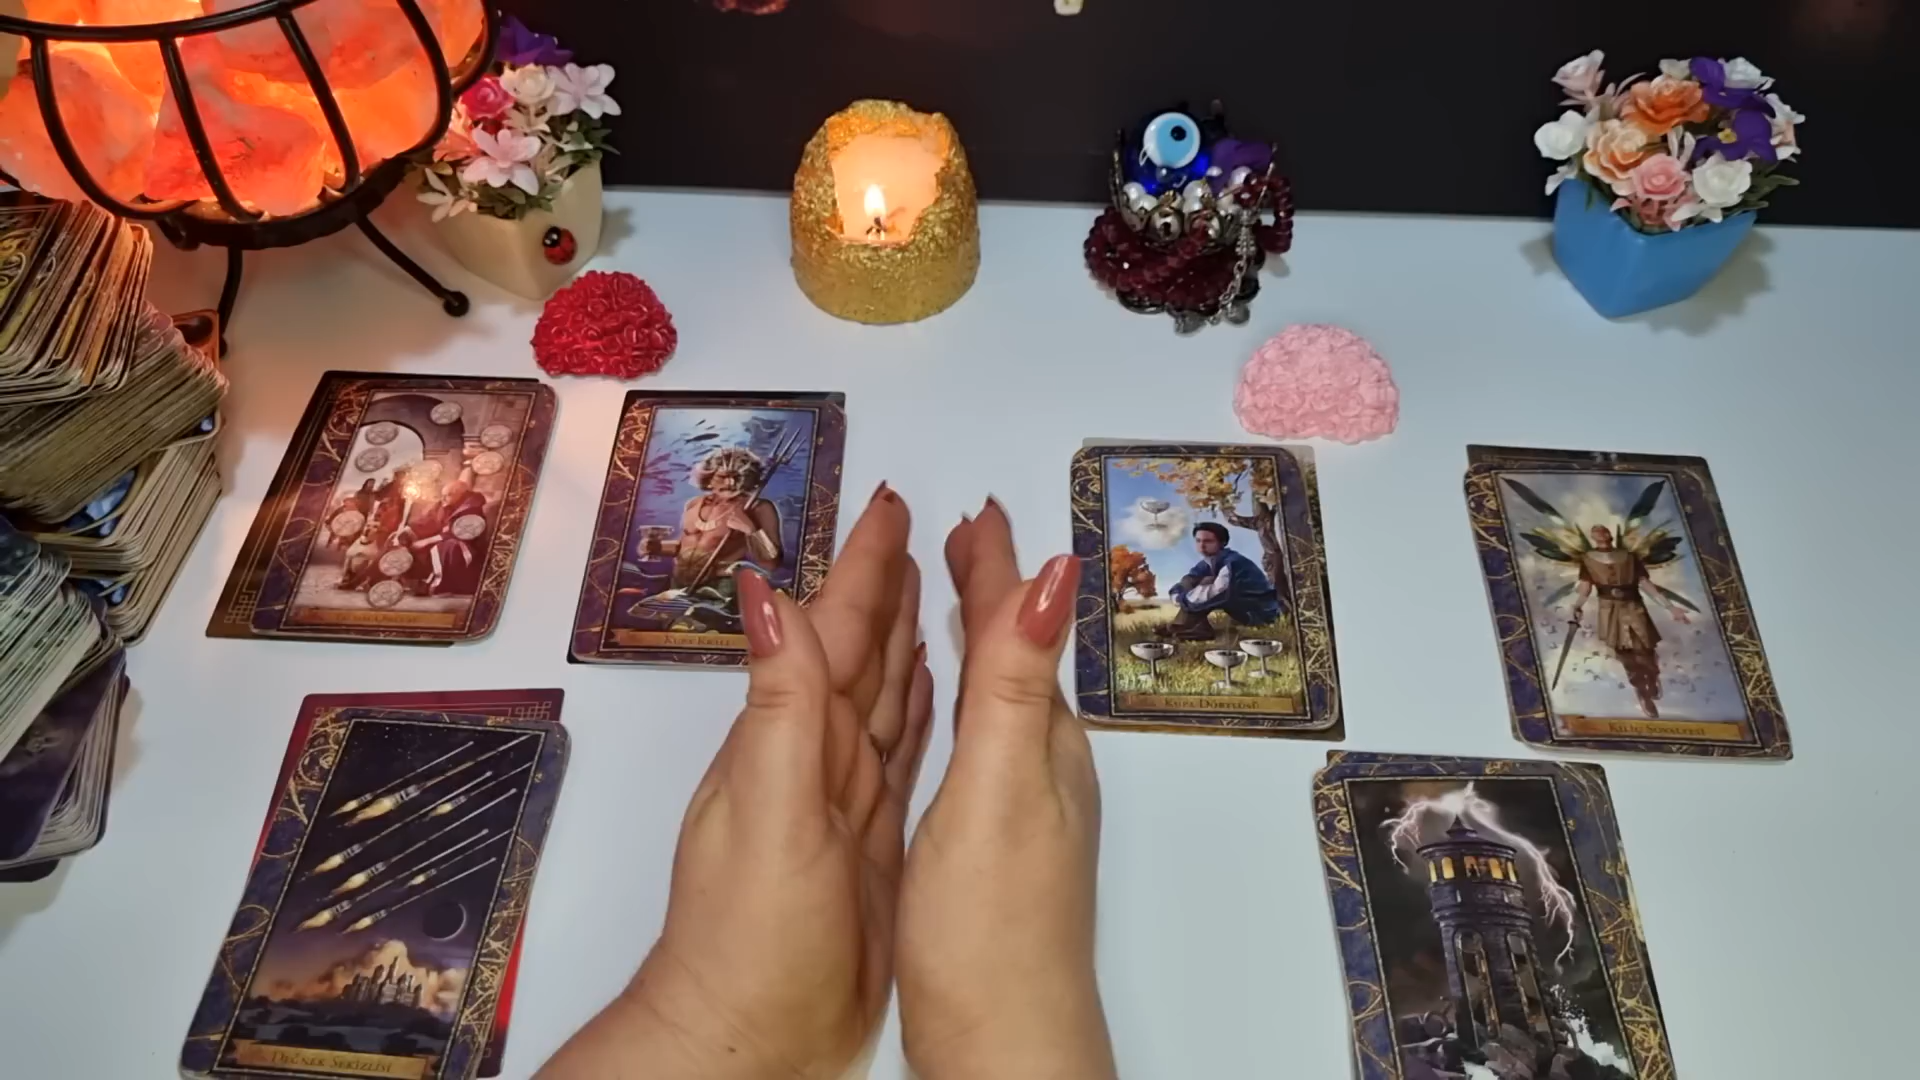 Kupa Kralı
Kupa Dörtlüsü
Kılıç Şövalyesi
Değnek Sekizlisi